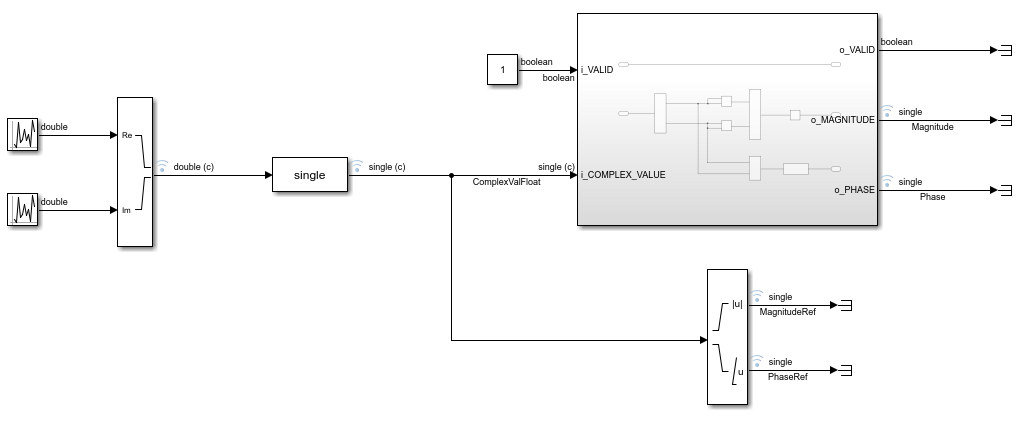 boolean
1
boolean
i_VALID
o_VALID
boolean
double
Re
single
o_MAGNITUDE
Magnitude
double (c)
single
single (c)
single (c)
ComplexValFloat
i_COMPLEX_VALUE
single
o_PHASE
Phase
double
Im
|u|
single
MagnitudeRef
u
single
PhaseRef